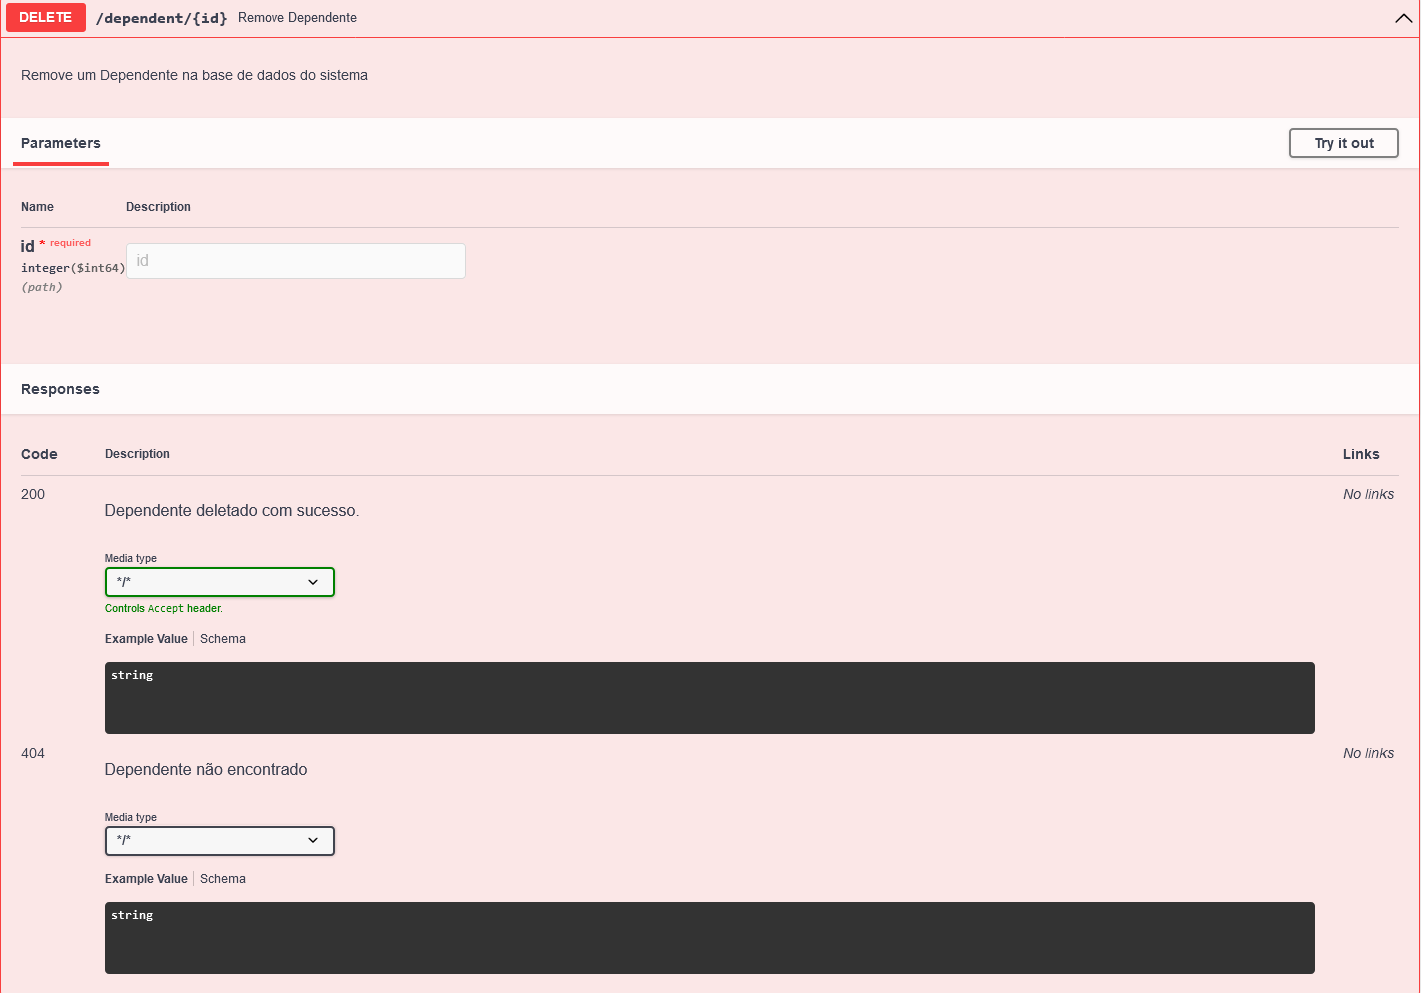 DELETE /dependent/{id} Remove Dependente
Remove um Dependente na base de dados do sistema
Parameters Try it out
Name Description
id * required
integer($int64)
(path)
id
Responses
Code Description Links
200 No links
Dependente deletado com sucesso.
Media type
*/*
Controls Accept header.
Example Value Schema
string
404 No links
Dependente não encontrado
Media type
*/*
Example Value Schema
string